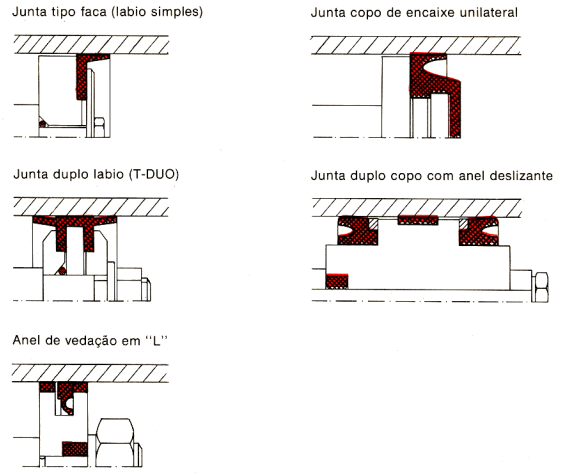 Junta tipo faca (labio simples)
Junta copo de encaixe unilateral
Junta duplo labio (T-DUO)
Junta duplo copo com anel deslizante
Anel de vedação em "L"